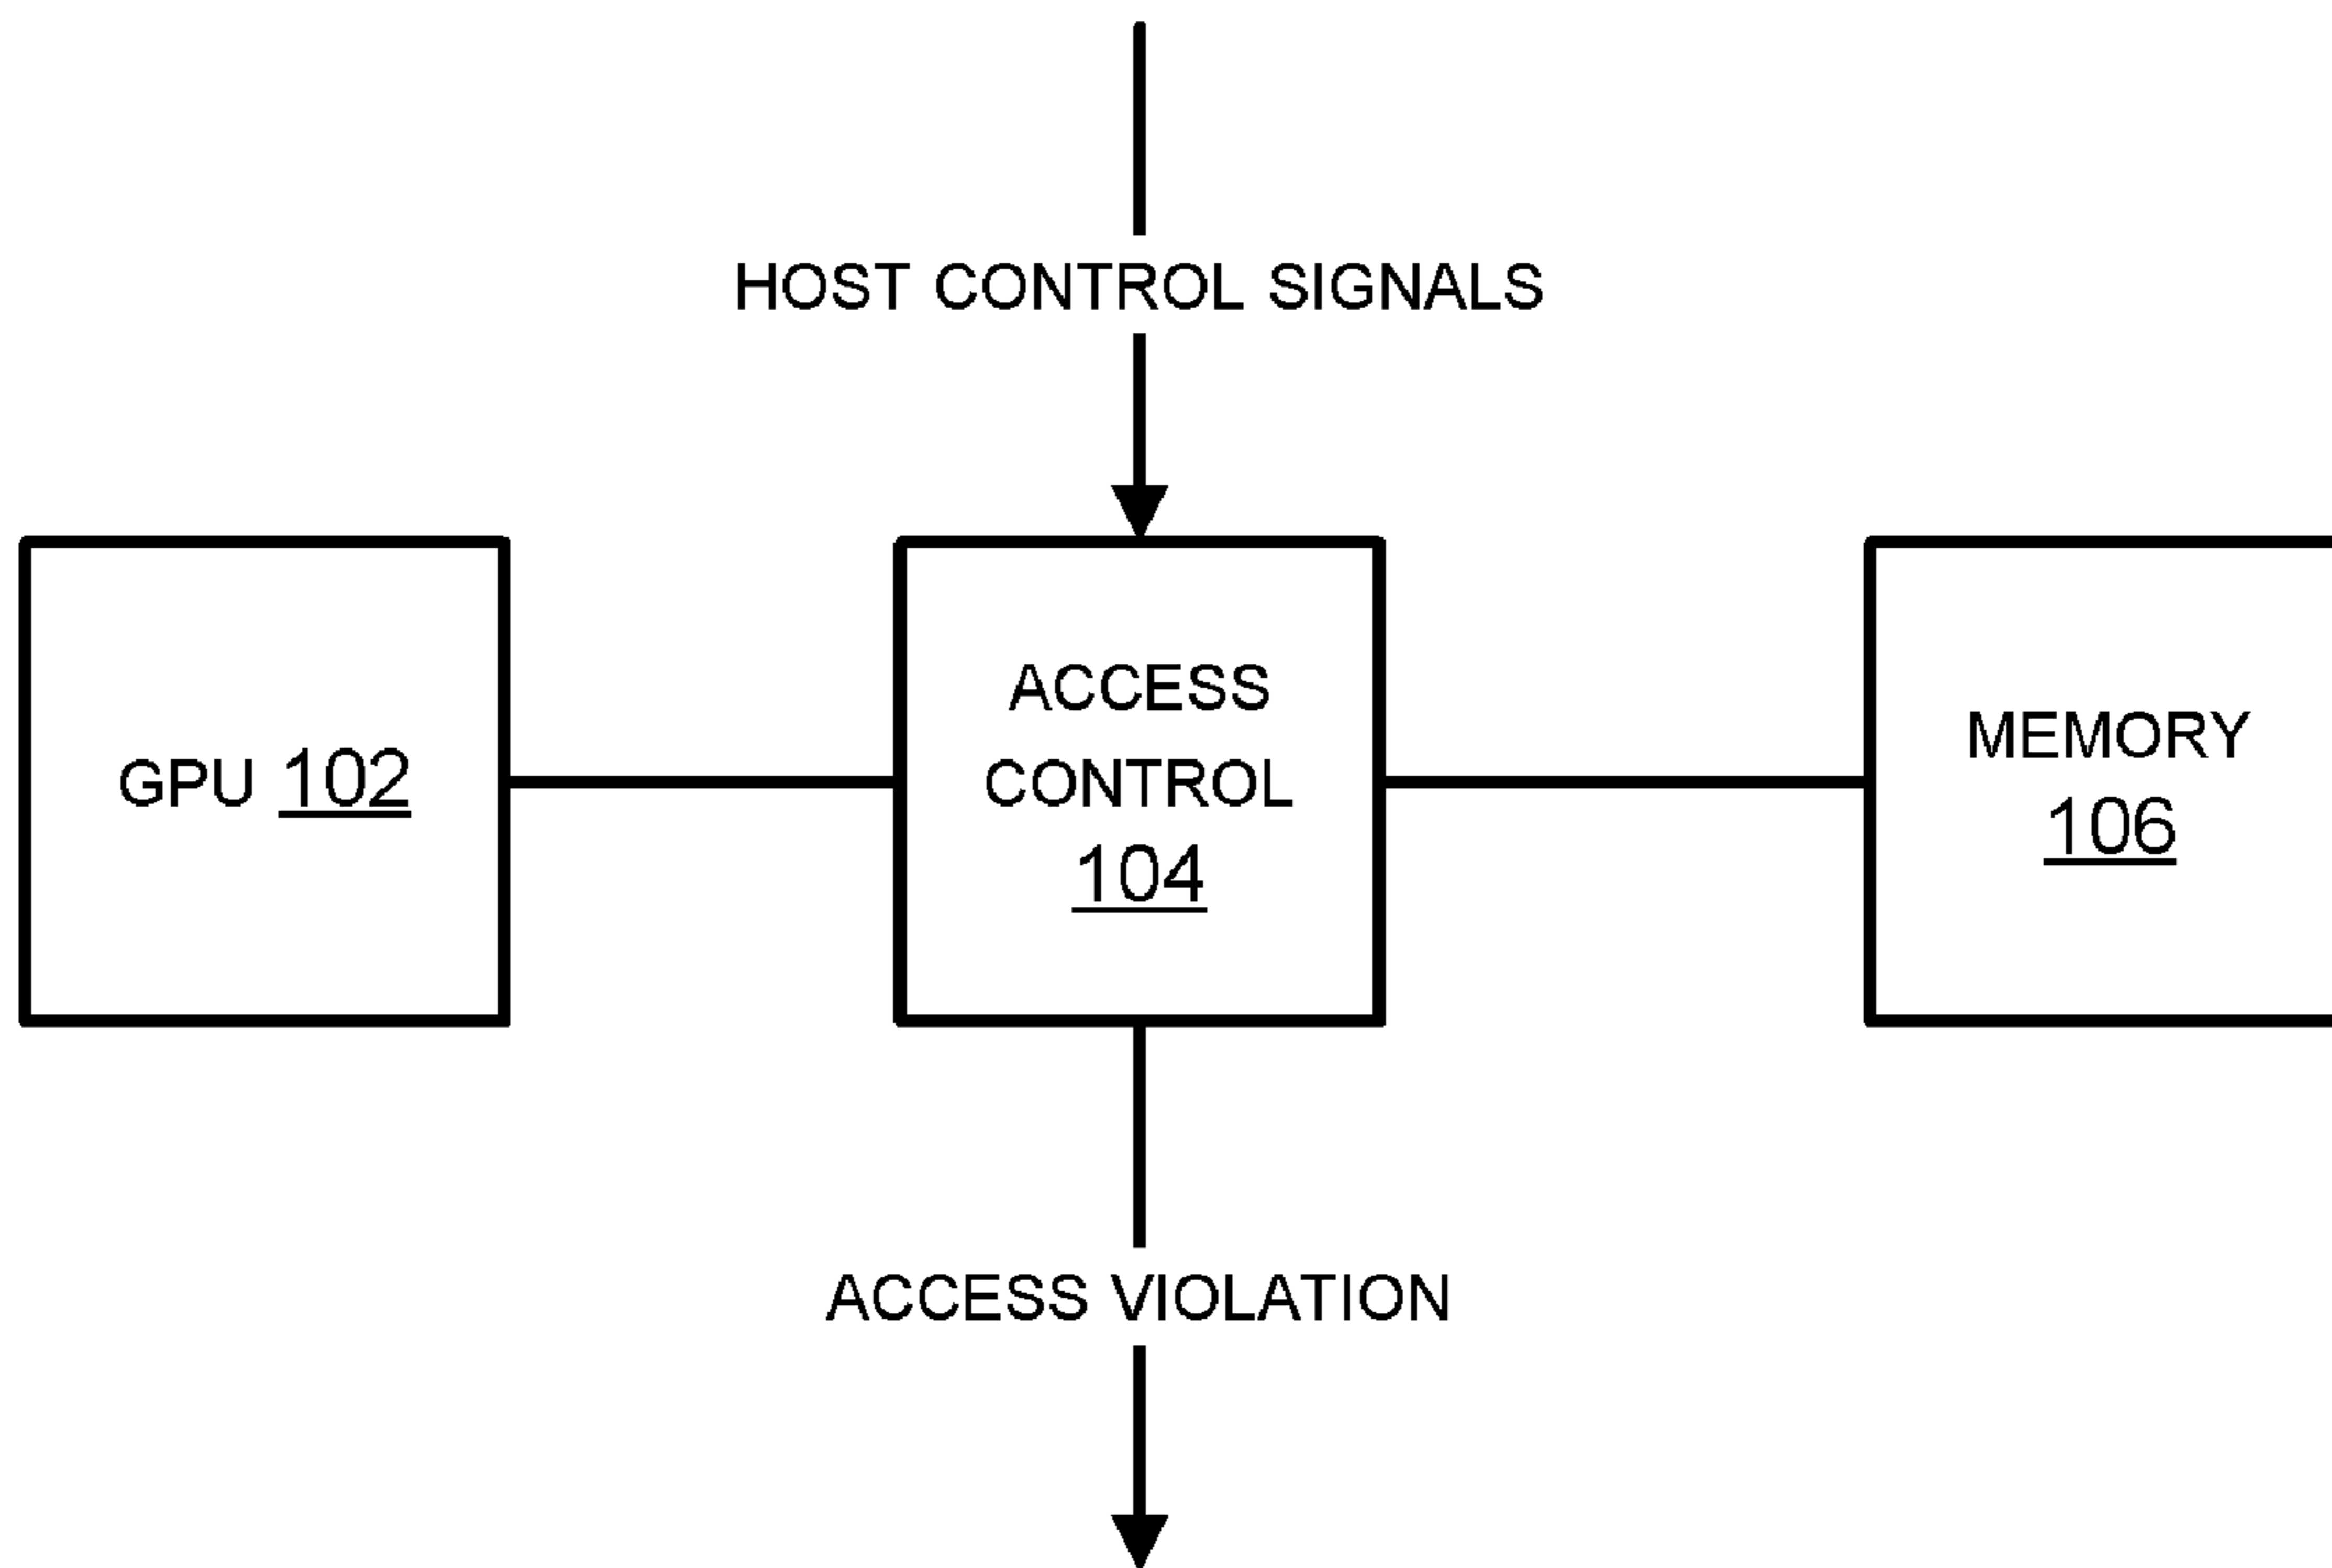 HOST CONTROL SIGNALS
GPU 102
ACCESS
CONTROL
104
MEMORY
106
ACCESS VIOLATION